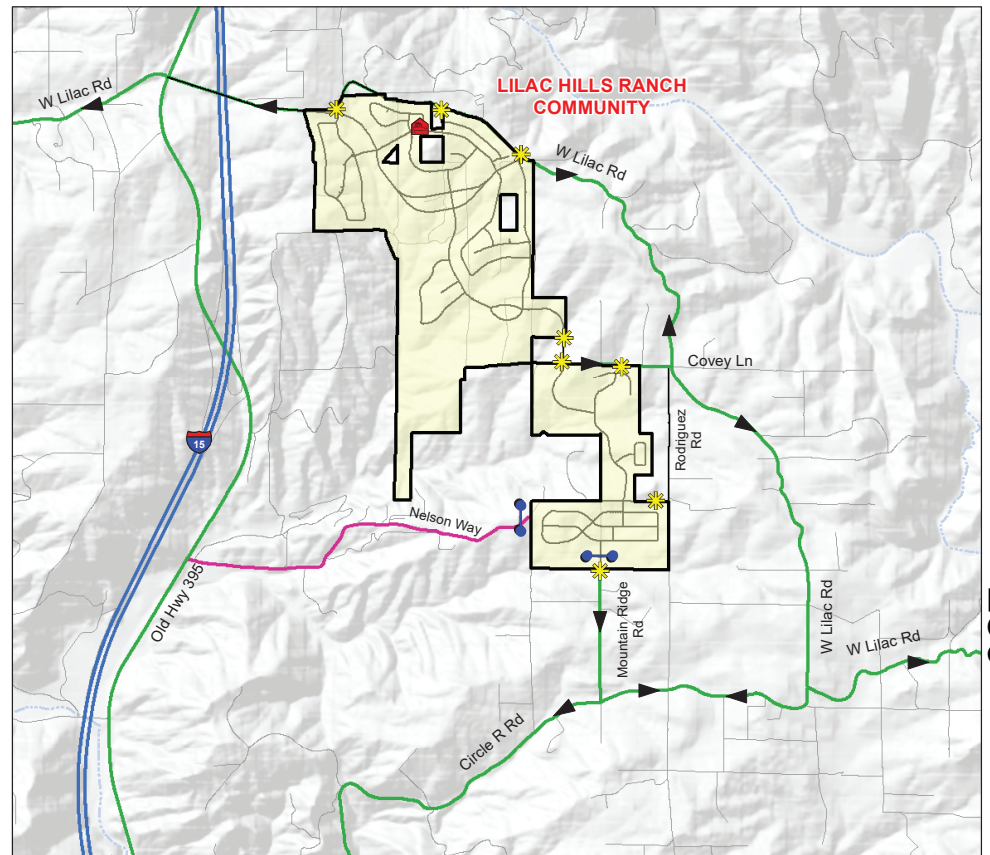 W Lilac Rd
LILAC HILLS RANCH
COMMUNITY
W Lilac Rd
Covey Ln
Rodriguez
Rd
15
Nelson Way
Old Hwy 395
Mountain Ridge
Rd
W Lilac Rd
W Lilac Rd
Circle R Rd